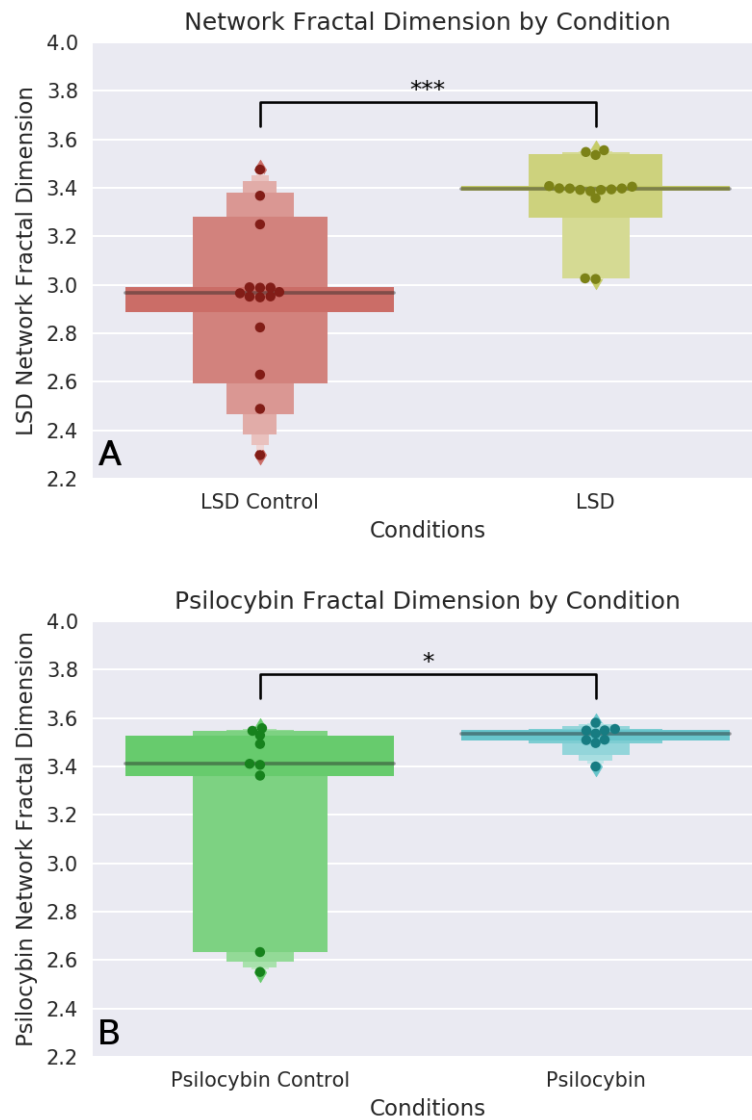 Network Fractal Dimension by Condition
4.0
3.8
3.6
3.4
3.2
3.0
2.8
2.6
2.4
2.2
LSD Network Fractal Dimension
***
A
LSD Control
LSD
Conditions
Psilocybin Fractal Dimension by Condition
4.0
3.8
3.6
3.4
3.2
3.0
2.8
2.6
2.4
2.2
Psilocybin Network Fractal Dimension
*
B
Psilocybin Control
Psilocybin
Conditions